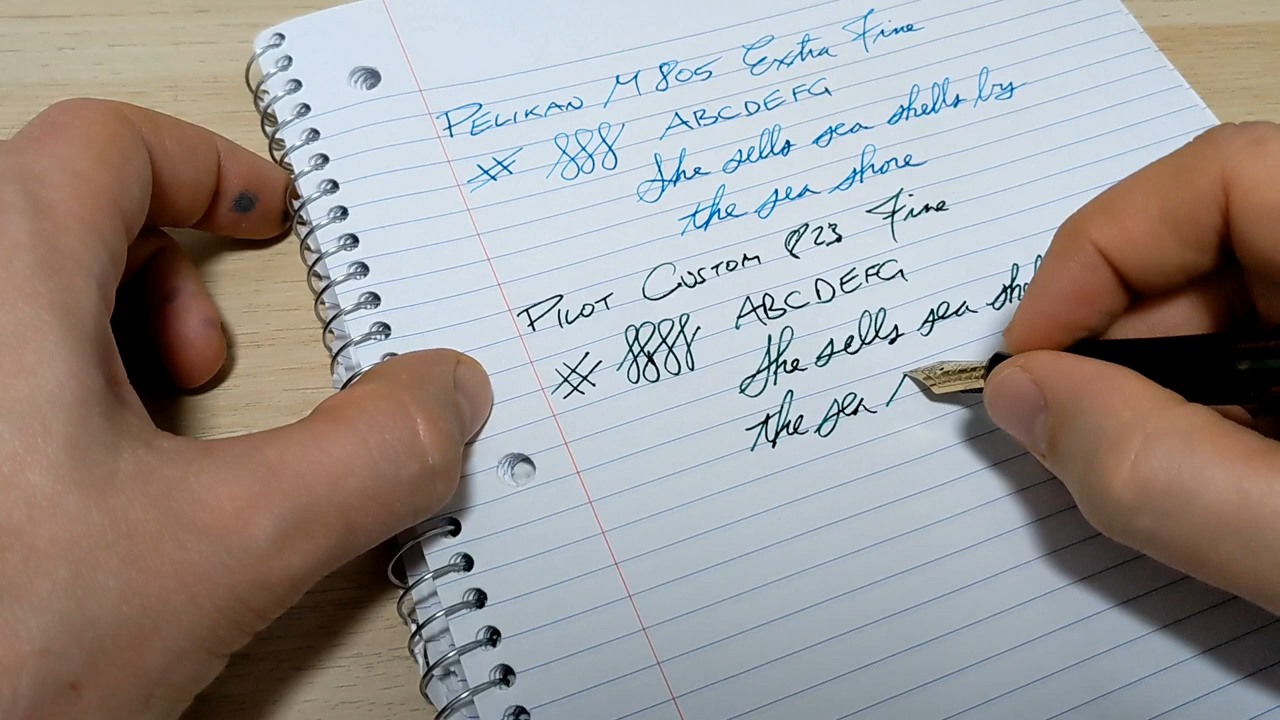 PELIKAN M805 Extra Fine
# ABCDEFG
She sells sea shells by
the sea shore
PILOT CUSTOM 823 Fine
# ABCDEFG
She sells sea she
the sea